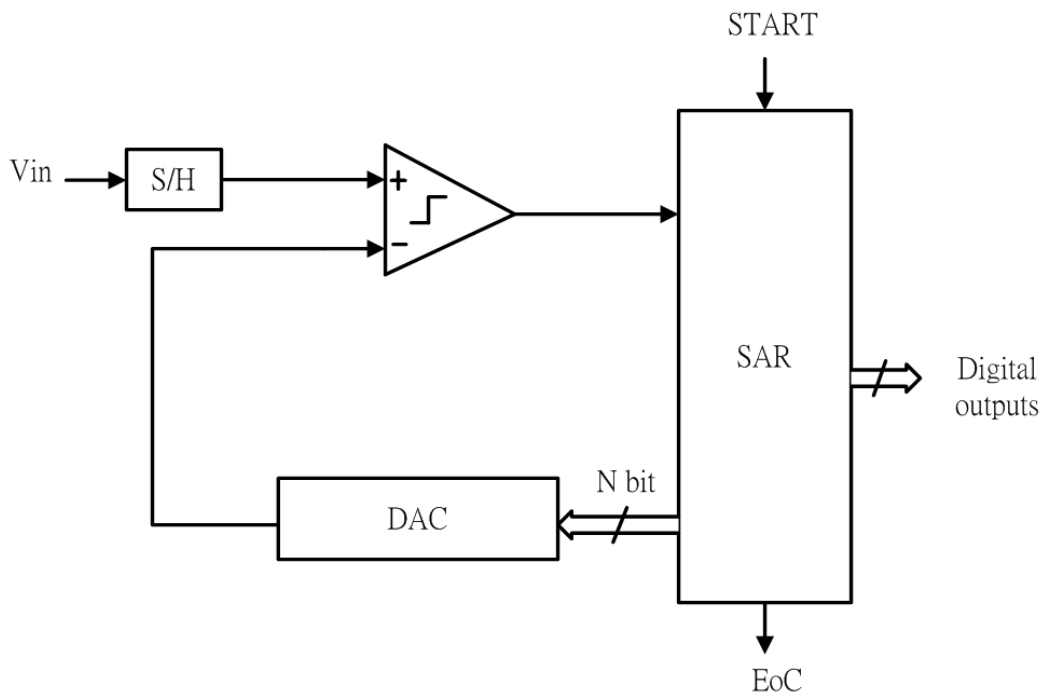 START
Vin
S/H
+
−
SAR
Digital
outputs
N bit
DAC
EoC